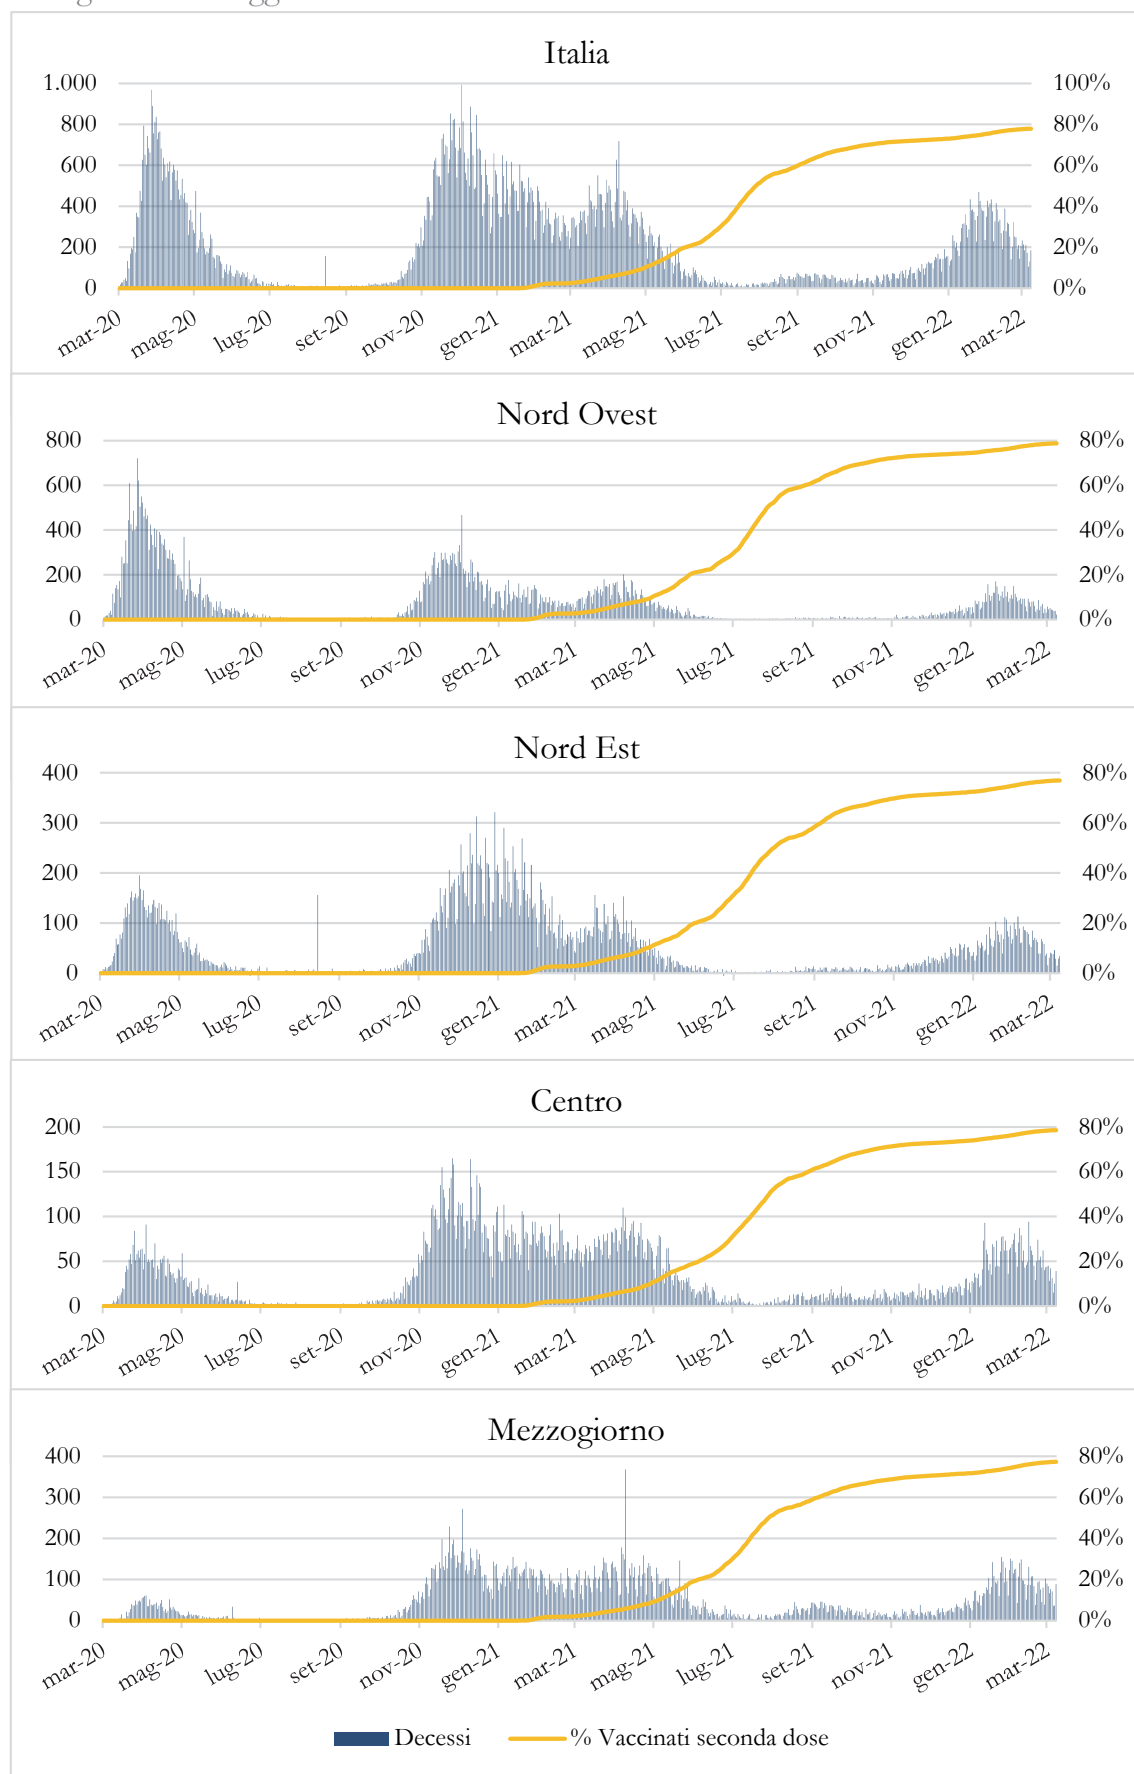 Italia
1.000 100%
800 80%
600 60%
400 40%
200 20%
0 0%
mar-20 mag-20 lug-20 set-20 nov-20 gen-21 mar-21 mag-21 lug-21 set-21 nov-21 gen-22 mar-22
Nord Ovest
800 80%
600 60%
400 40%
200 20%
0 0%
mar-20 mag-20 lug-20 set-20 nov-20 gen-21 mar-21 mag-21 lug-21 set-21 nov-21 gen-22 mar-22
Nord Est
400 80%
300 60%
200 40%
100 20%
0 0%
mar-20 mag-20 lug-20 set-20 nov-20 gen-21 mar-21 mag-21 lug-21 set-21 nov-21 gen-22 mar-22
Centro
200 80%
150 60%
100 40%
50 20%
0 0%
mar-20 mag-20 lug-20 set-20 nov-20 gen-21 mar-21 mag-21 lug-21 set-21 nov-21 gen-22 mar-22
Mezzogiorno
400 80%
300 60%
200 40%
100 20%
0 0%
mar-20 mag-20 lug-20 set-20 nov-20 gen-21 mar-21 mag-21 lug-21 set-21 nov-21 gen-22 mar-22
Decessi % Vaccinati seconda dose